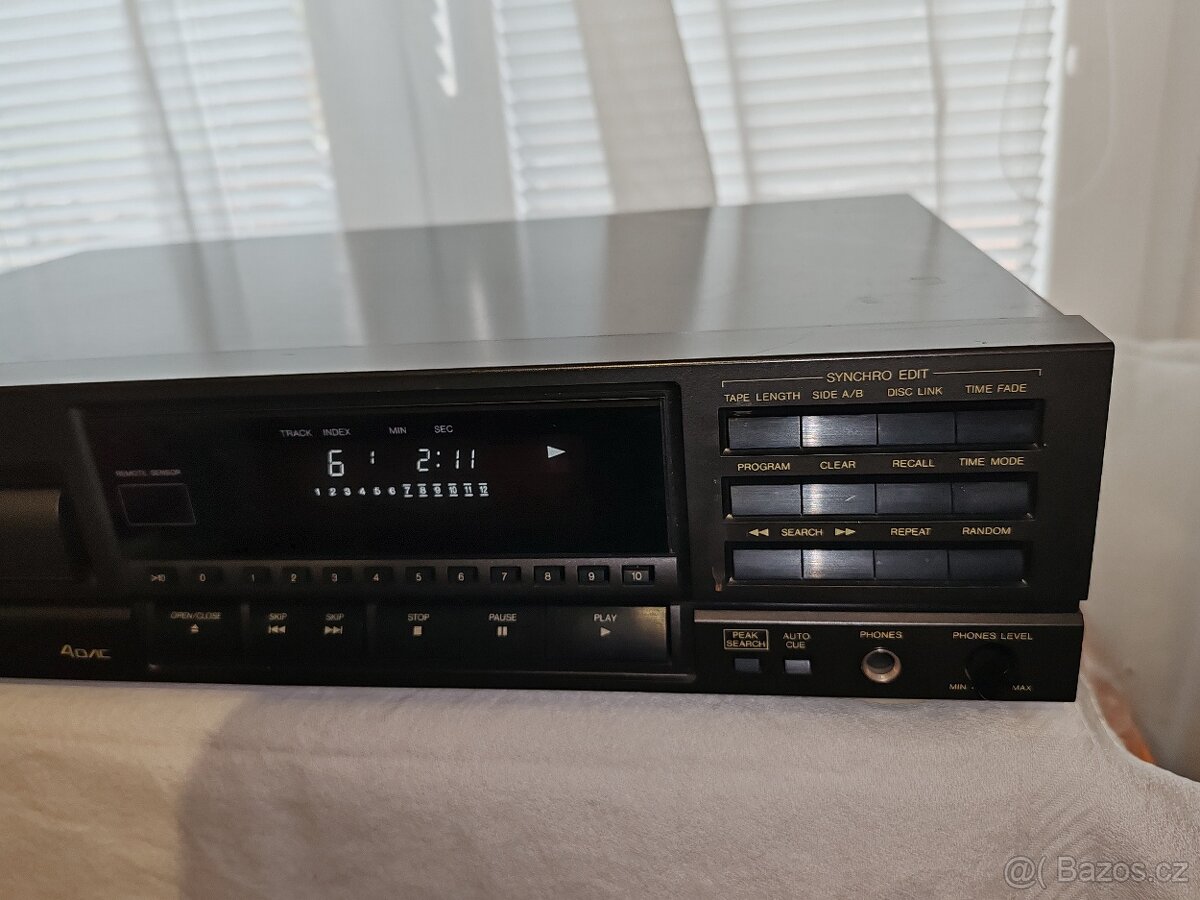 SYNCHRO EDIT
TAPE LENGTH SIDE A/B DISC LINK TIME FADE
TRACK INDEX MIN SEC
6 1 2:11
1 2 3 4 5 6 7 8 9 10 11 12
REMOTE SENSOR
PROGRAM CLEAR RECALL TIME MODE
◄◄ SEARCH ►► REPEAT RANDOM
>10 0 1 2 3 4 5 6 7 8 9 10
OPEN/CLOSE SKIP SKIP STOP PAUSE PLAY
PEAK SEARCH AUTO CUE PHONES PHONES LEVEL
MIN MAX
@( Bazos.cz